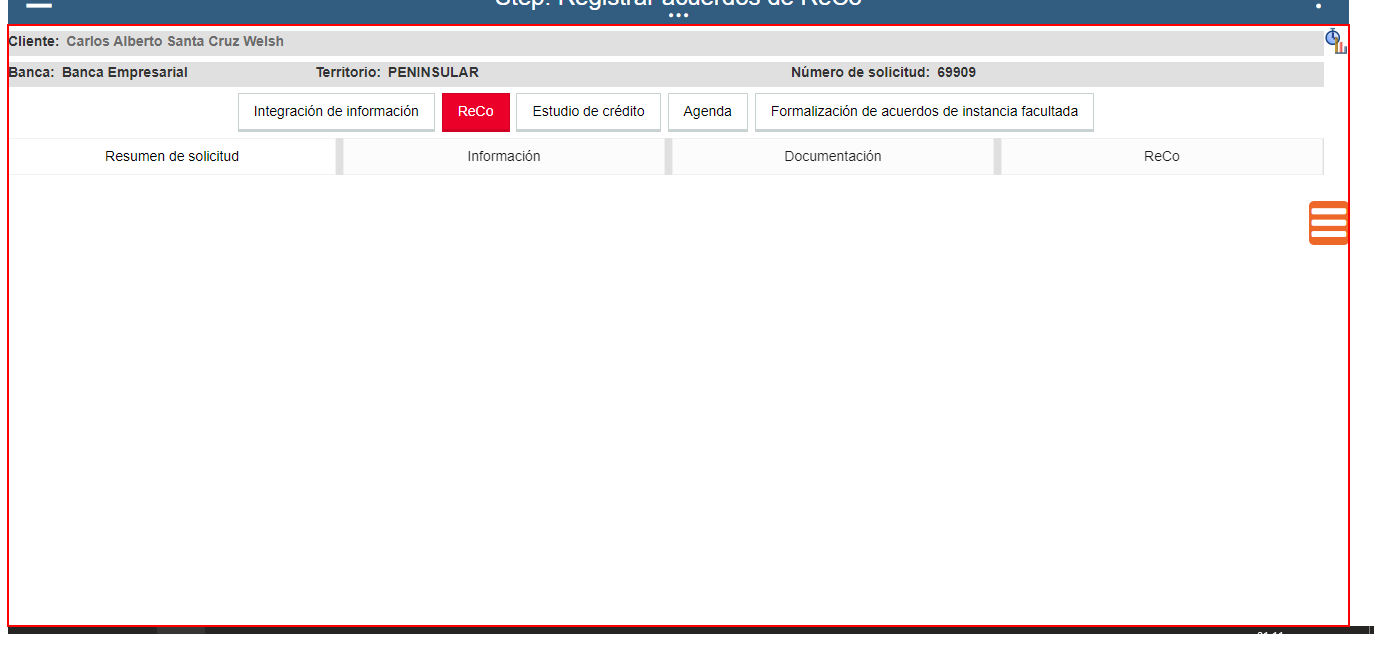 Step: Registrar acuerdos de ReCo
Cliente: Carlos Alberto Santa Cruz Welsh
Banca: Banca Empresarial Territorio: PENINSULAR Número de solicitud: 69909
Integración de información ReCo Estudio de crédito Agenda Formalización de acuerdos de instancia facultada
Resumen de solicitud Información Documentación ReCo